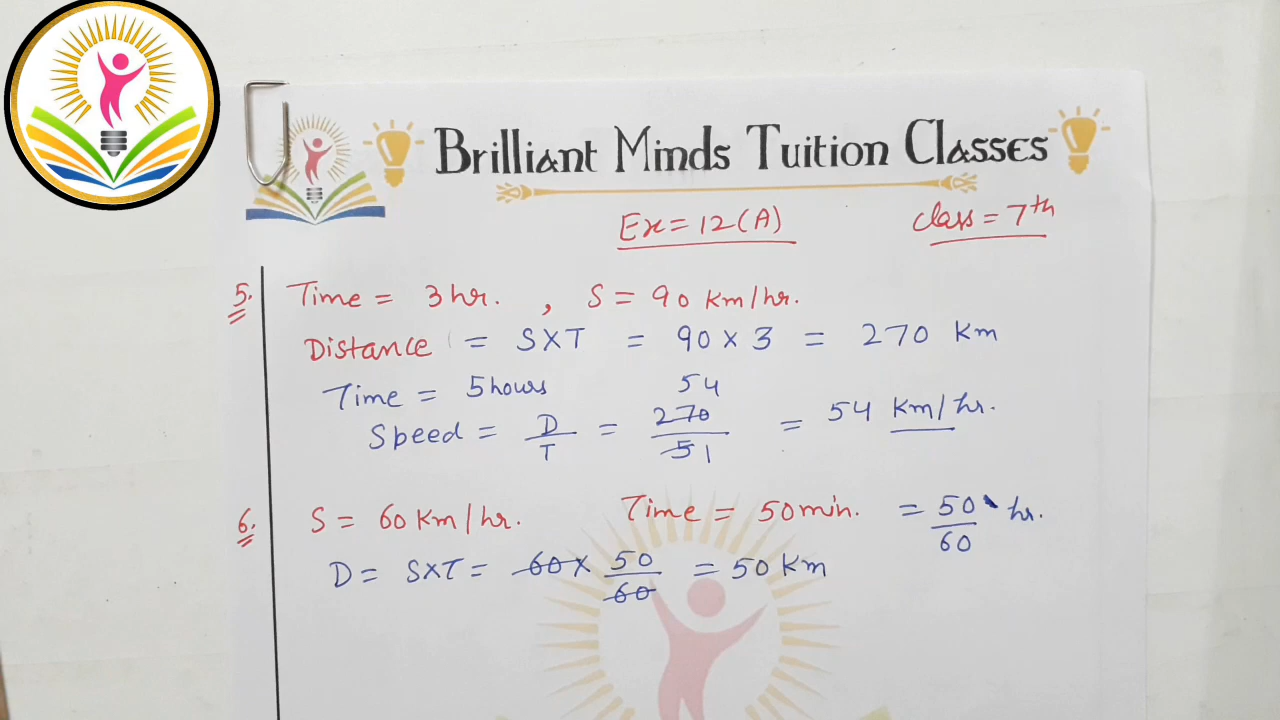 Brilliant Minds Tuition Classes
Ex = 12(A) Class = 7th
5. Time = 3 hr. , S = 90 Km/hr.
Distance = S×T = 90 × 3 = 270 Km
Time = 5 hours
Speed = D/T = 54 270/5 1 = 54 Km/hr.
6. S = 60 Km/hr. Time = 50 min. = 50/60 hr.
D = S×T = 60 × 50/60 = 50 Km